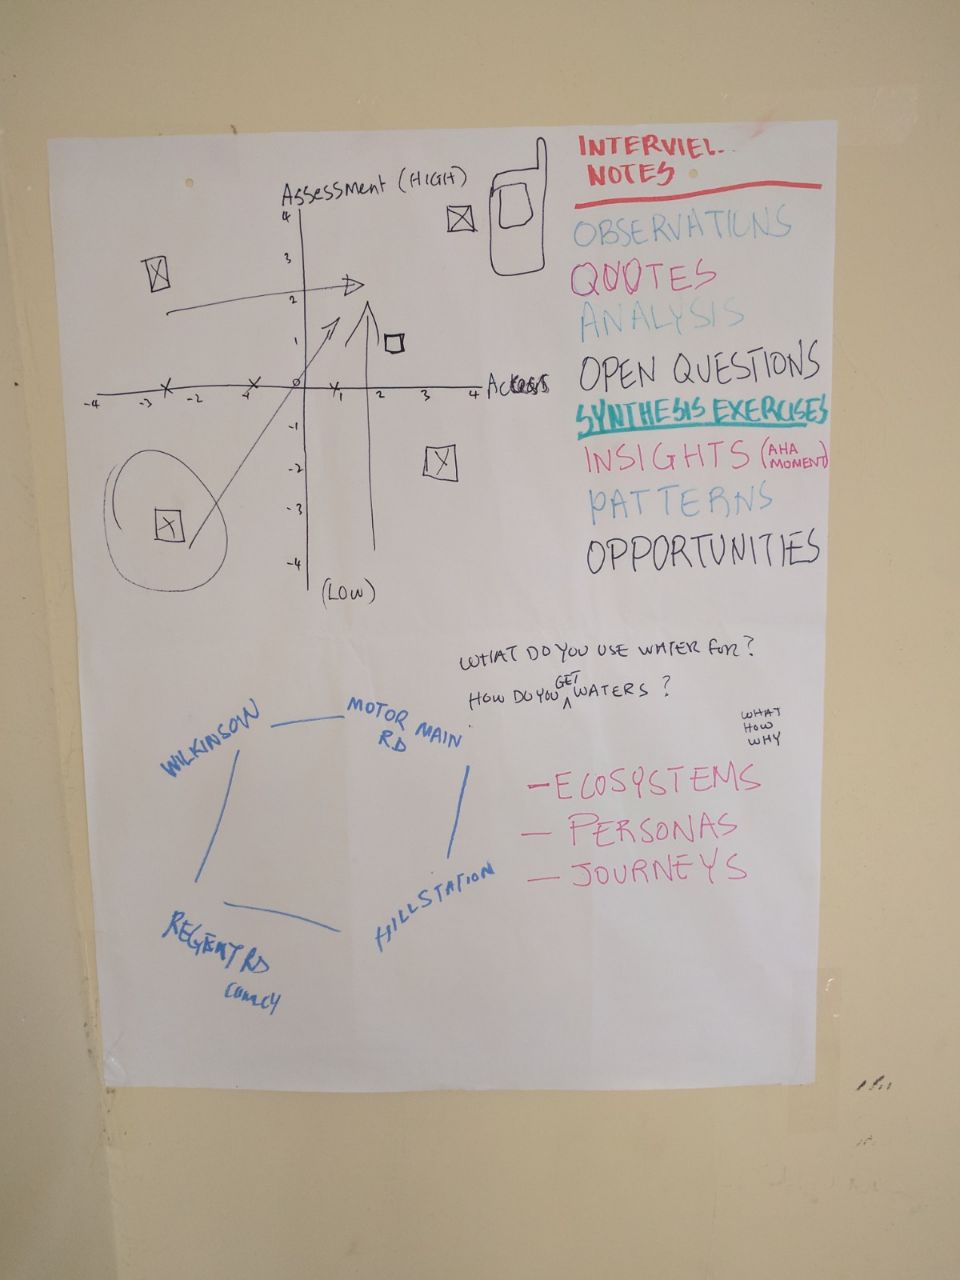 Assessment (HIGH)
4
3
2
1
-4
-3
-2
-1
0
1
2
3
4
Access
-1
-2
-3
-4
(LOW)
INTERVIEW
NOTES
OBSERVATIONS
QUOTES
ANALYSIS
OPEN QUESTIONS
SYNTHESIS EXERCISES
INSIGHTS (AHA
MOMENT)
PATTERNS
OPPORTUNITIES
WHAT DO YOU USE WATER FOR?
HOW DO YOU GET WATERS?
WHAT
HOW
WHY
WILKINSON
MOTOR MAIN
RD
HILLSTATION
REGENT RD
- ECOSYSTEMS
- PERSONAS
- JOURNEYS